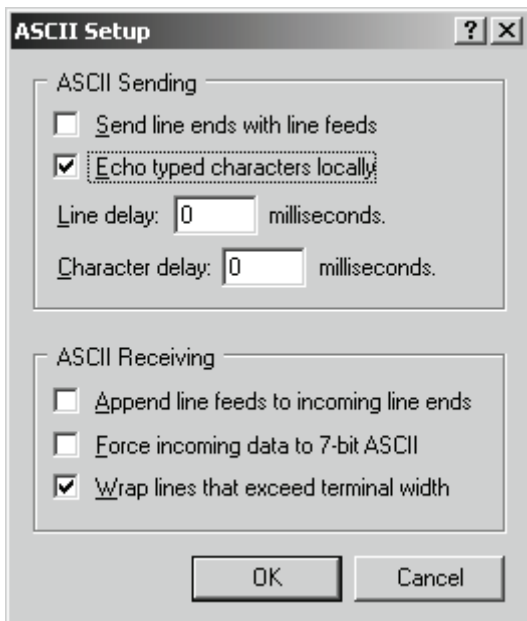 ASCII Setup
ASCII Sending
Send line ends with line feeds
Echo typed characters locally
Line delay: 0 milliseconds.
Character delay: 0 milliseconds.
ASCII Receiving
Append line feeds to incoming line ends
Force incoming data to 7-bit ASCII
Wrap lines that exceed terminal width
OK Cancel